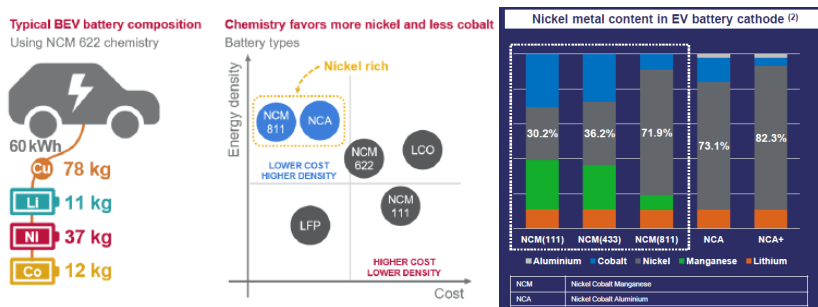 Typical BEV battery composition
Using NCM 622 chemistry
60 kWh
Cu 78 kg
Li 11 kg
Ni 37 kg
Co 12 kg
Chemistry favors more nickel and less cobalt
Battery types
Energy density
Nickel rich
NCM
811
NCA
LOWER COST
HIGHER DENSITY
NCM
622
LCO
NCM
111
LFP
HIGHER COST
LOWER DENSITY
Cost
Nickel metal content in EV battery cathode (2)
30.2%
36.2%
71.9%
73.1%
82.3%
NCM(111) NCM(433) NCM(811) NCA NCA+
Aluminium Cobalt Nickel Manganese Lithium
NCM Nickel Cobalt Manganese
NCA Nickel Cobalt Aluminium